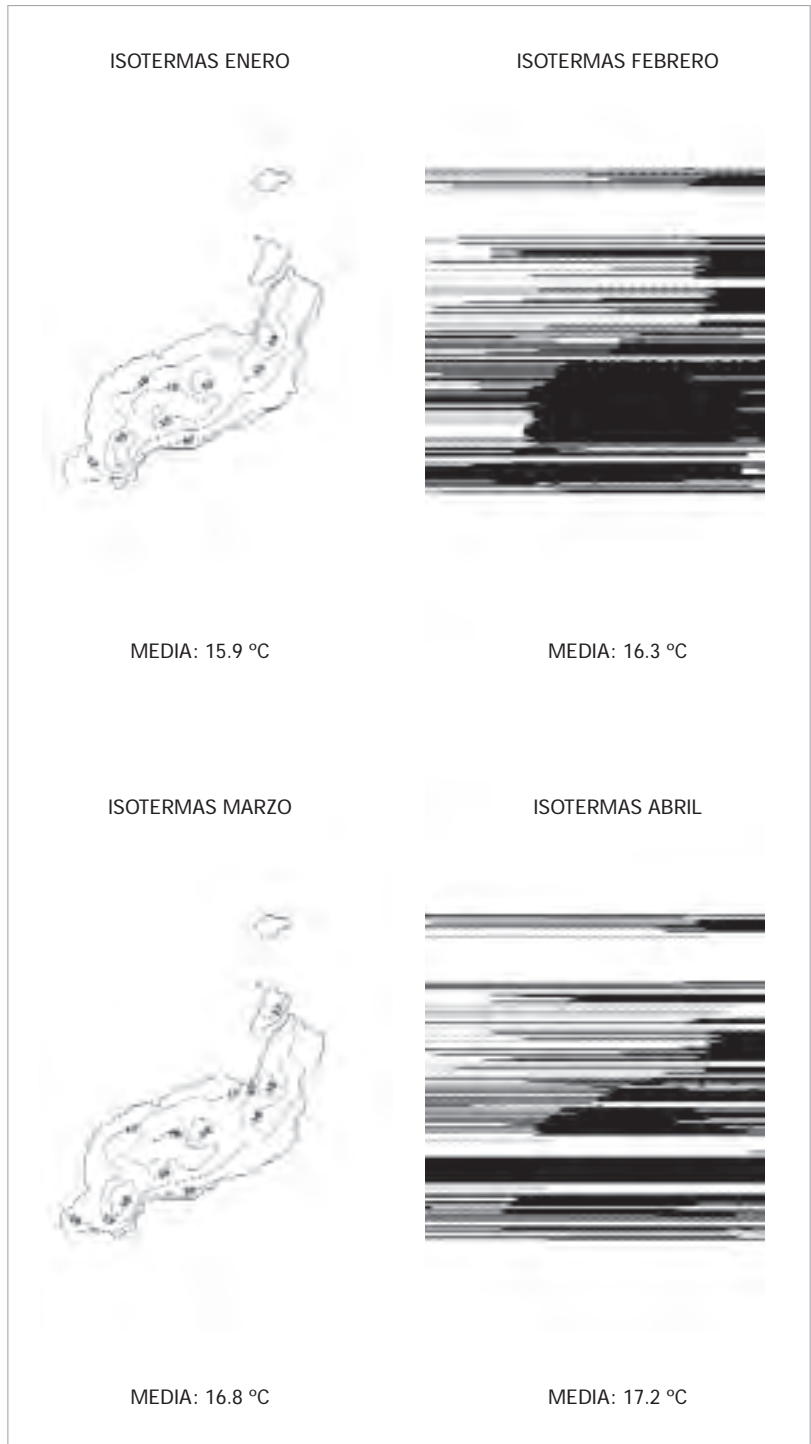 ISOTERMAS ENERO
ISOTERMAS FEBRERO
MEDIA: 15.9 ºC
MEDIA: 16.3 ºC
ISOTERMAS MARZO
ISOTERMAS ABRIL
MEDIA: 16.8 ºC
MEDIA: 17.2 ºC